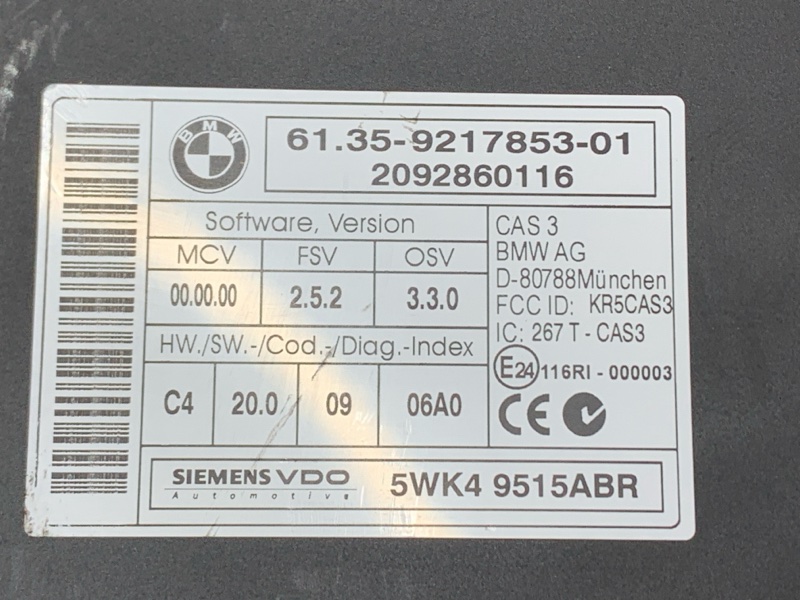 BMW
61.35-9217853-01
2092860116
Software, Version
MCV FSV OSV
00.00.00 2.5.2 3.3.0
HW./SW.-/Cod.-/Diag.-Index
C4 20.0 09 06A0
CAS 3
BMW AG
D-80788München
FCC ID: KR5CAS3
IC: 267 T - CAS3
E24 116RI - 000003
CE
SIEMENS VDO
Automotive
5WK4 9515ABR